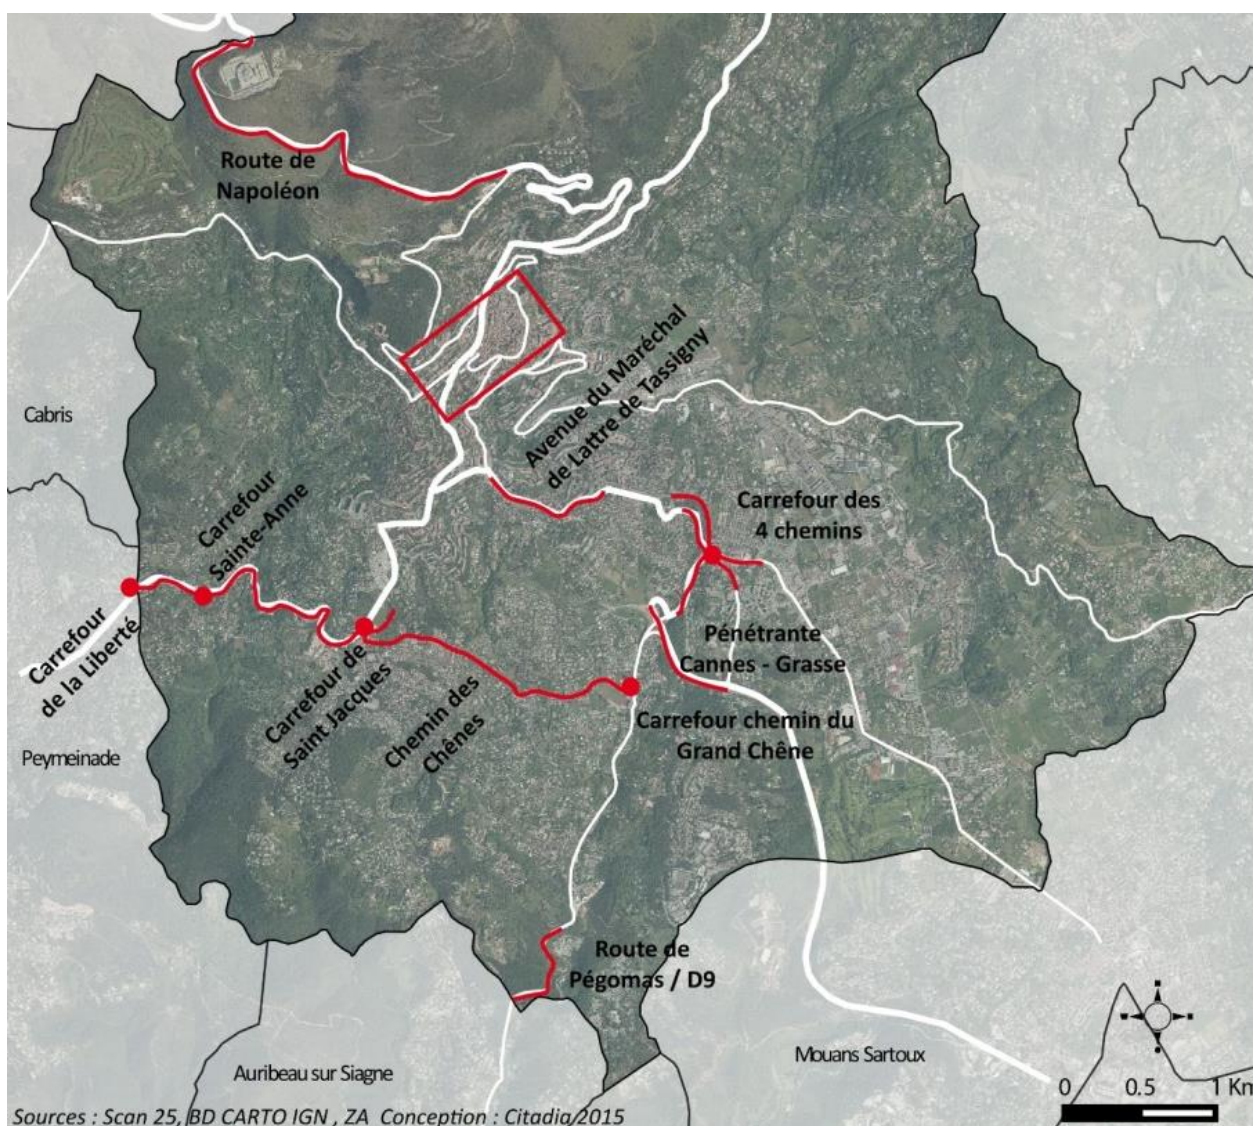 Route de
Napoléon
Avenue du Maréchal
de Lattre de Tassigny
Cabris
Carrefour
Sainte-Anne
Carrefour des
4 chemins
Carrefour
de la Liberté
Carrefour de
Saint Jacques
Chemin des
Chênes
Pénétrante
Cannes - Grasse
Carrefour chemin du
Grand Chêne
Peymeinade
Route de
Pégomas / D9
Mouans Sartoux
Auribeau sur Siagne
0 0.5 1 Km
Sources : Scan 25, BD CARTO IGN , ZA Conception : Citadia 2015